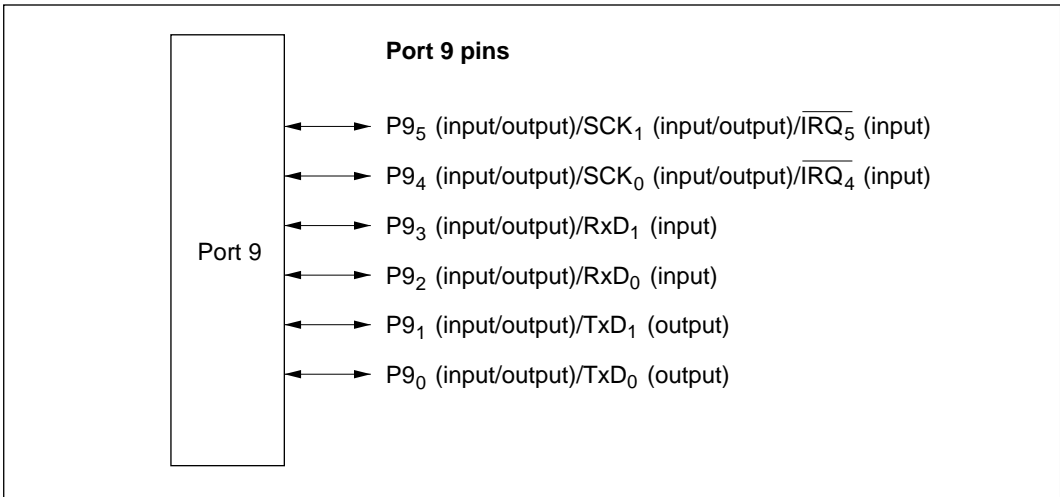 Port 9 pins
P9₅ (input/output)/SCK₁ (input/output)/I̅R̅Q̅₅̅ (input)
P9₄ (input/output)/SCK₀ (input/output)/I̅R̅Q̅₄̅ (input)
P9₃ (input/output)/RxD₁ (input)
Port 9
P9₂ (input/output)/RxD₀ (input)
P9₁ (input/output)/TxD₁ (output)
P9₀ (input/output)/TxD₀ (output)